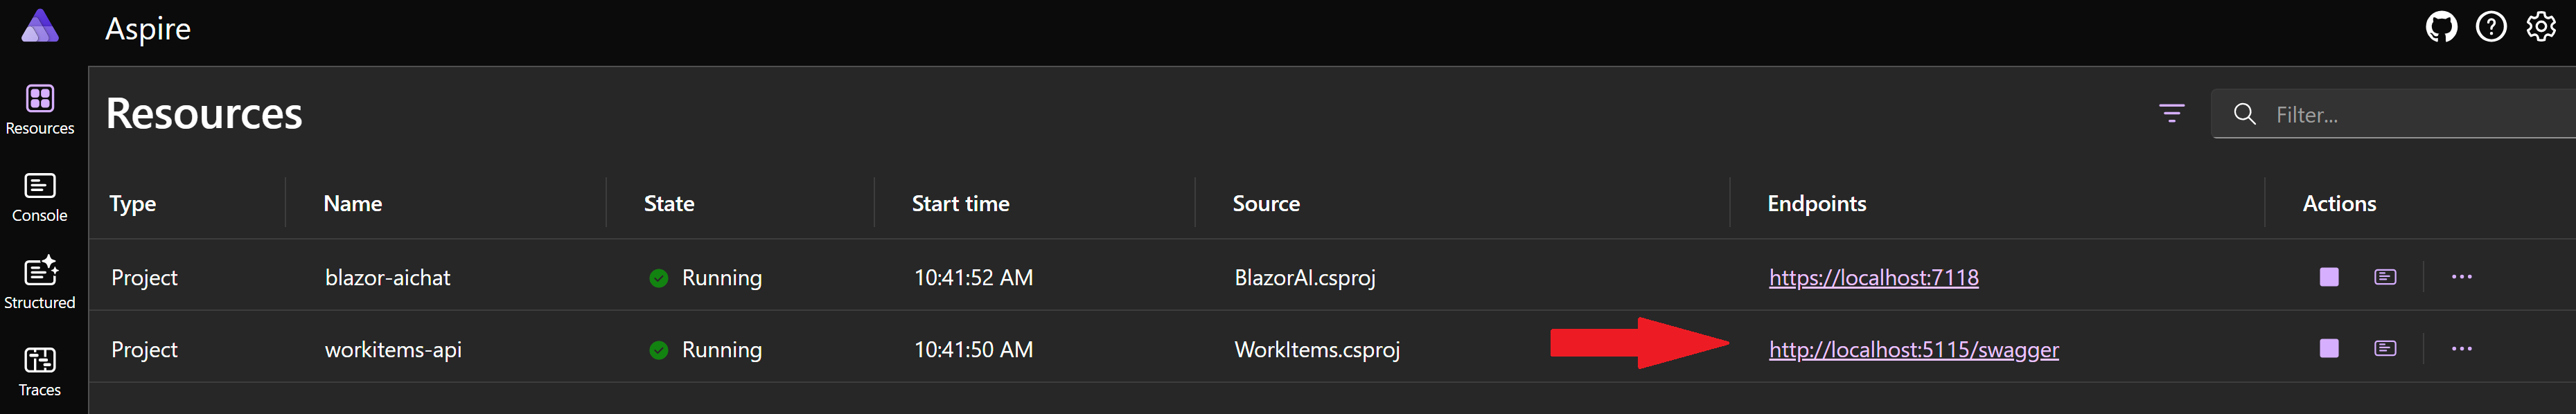 Aspire
Resources
Filter...
Resources
Console
Structured
Traces
Type Name State Start time Source Endpoints Actions
Project blazor-aichat Running 10:41:52 AM BlazorAI.csproj https://localhost:7118
Project workitems-api Running 10:41:50 AM WorkItems.csproj http://localhost:5115/swagger